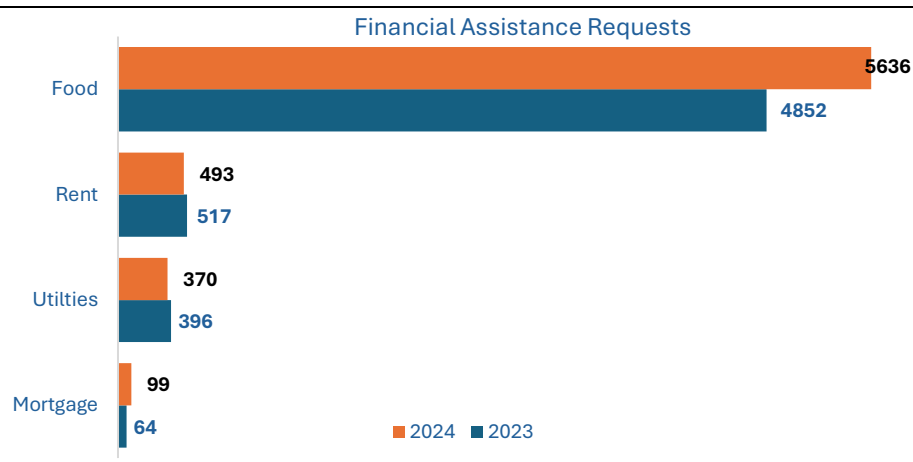 Financial Assistance Requests
Food
5636
4852
Rent
493
517
Utilties
370
396
Mortgage
99
64
2024 2023